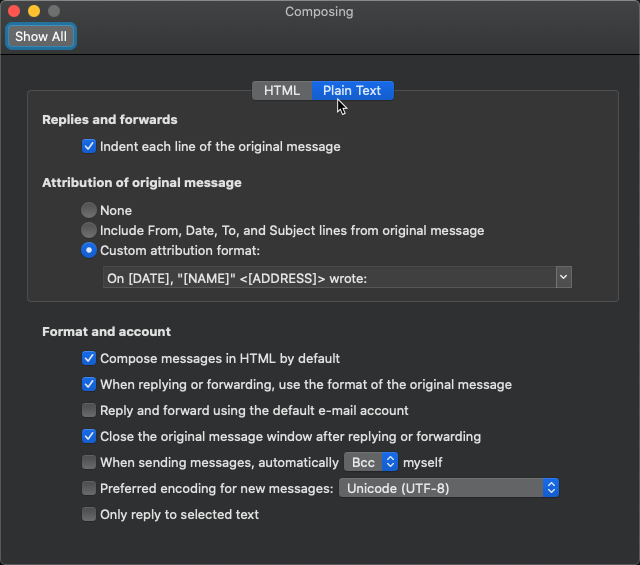 Composing
Show All
HTML Plain Text
Replies and forwards
Indent each line of the original message
Attribution of original message
None
Include From, Date, To, and Subject lines from original message
Custom attribution format:
On [DATE], "[NAME]" <[ADDRESS]> wrote:
Format and account
Compose messages in HTML by default
When replying or forwarding, use the format of the original message
Reply and forward using the default e-mail account
Close the original message window after replying or forwarding
When sending messages, automatically Bcc myself
Preferred encoding for new messages: Unicode (UTF-8)
Only reply to selected text